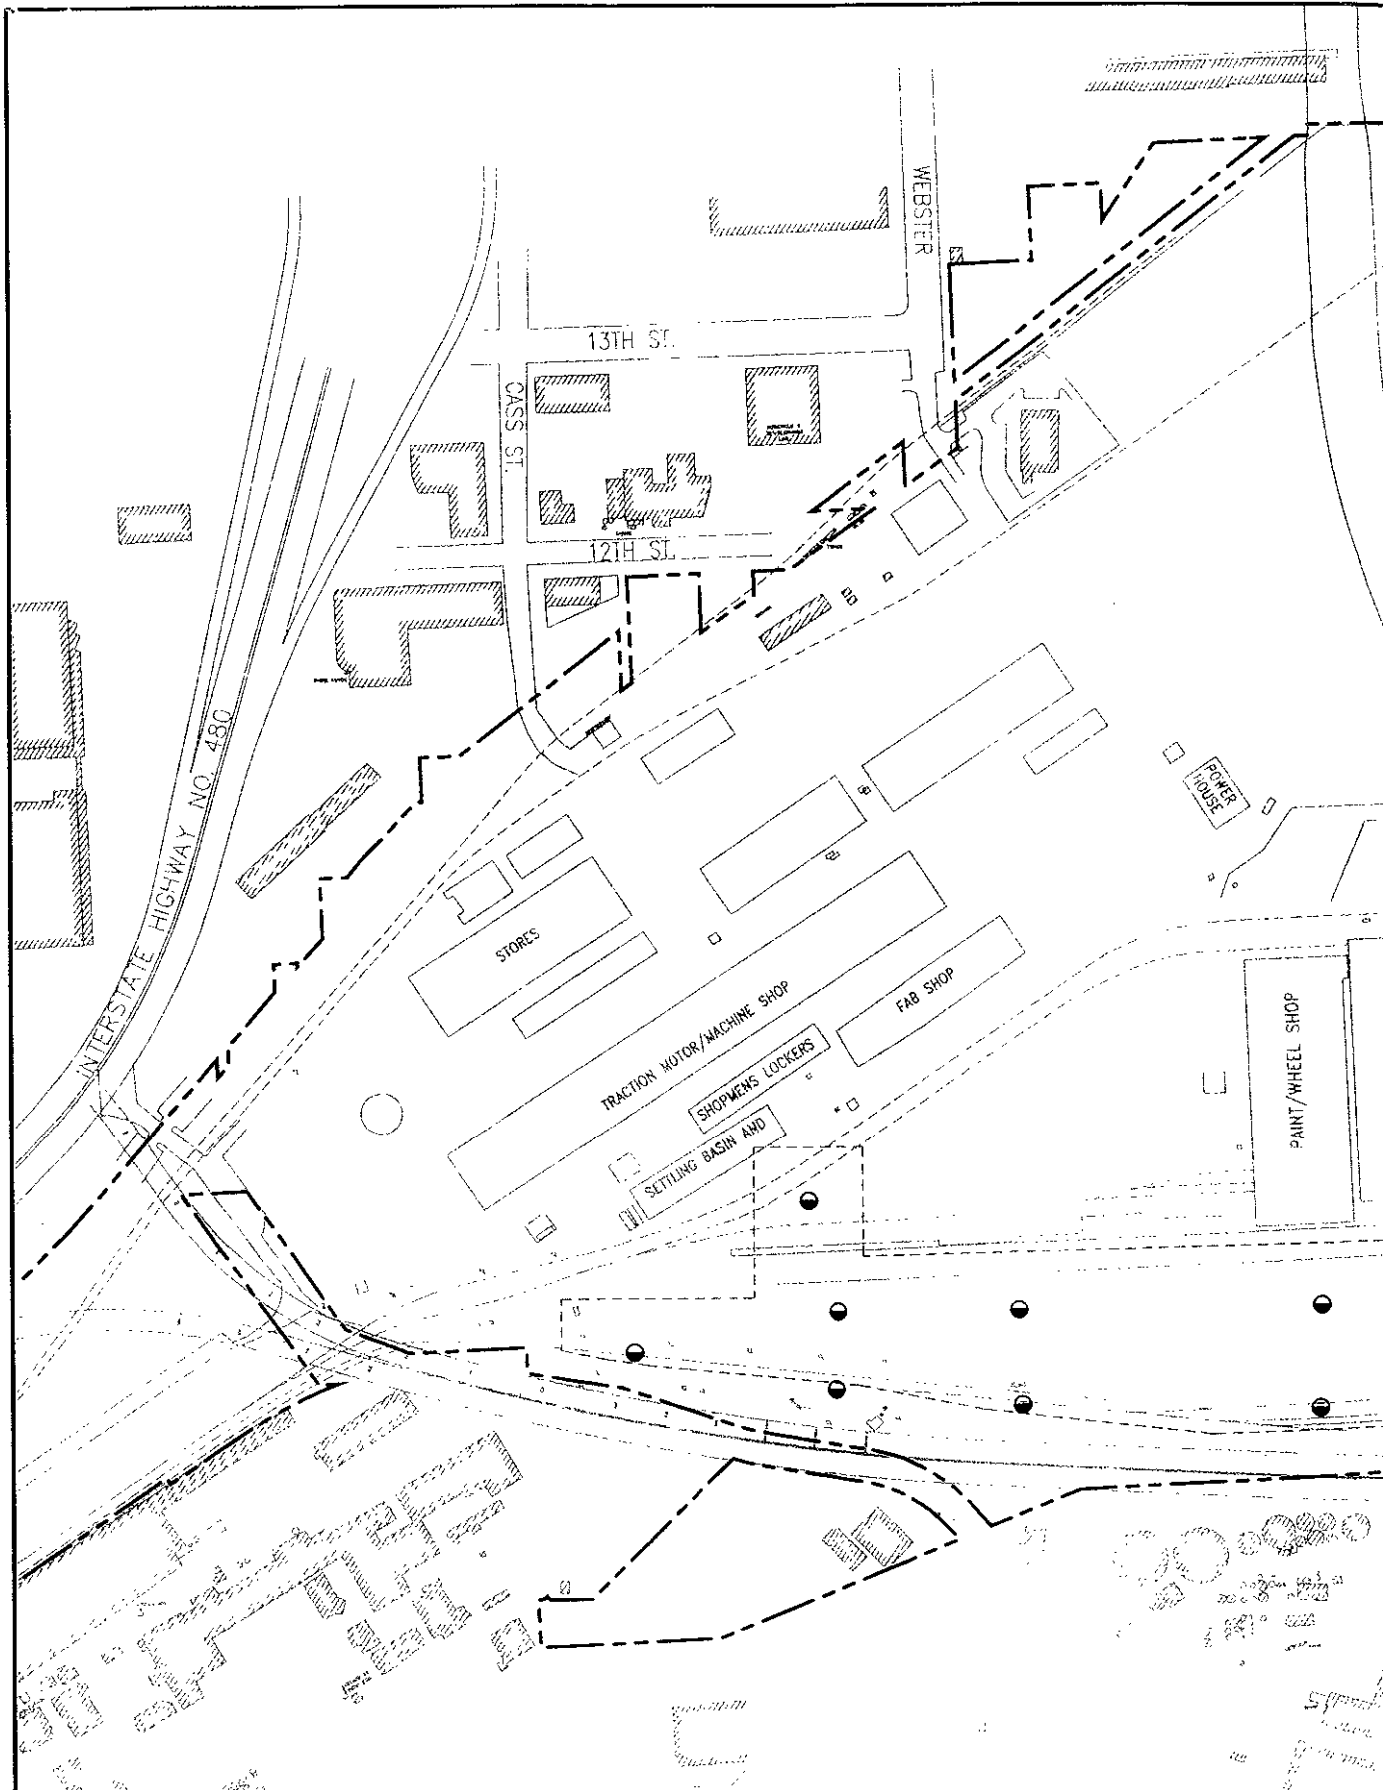 WEBSTER
13TH ST.
CASS ST.
12TH ST.
INTERSTATE HIGHWAY NO. 480
POWER
HOUSE
STORES
TRACTION MOTOR/MACHINE SHOP
FAB SHOP
SHOPMENS LOCKERS
SETTLING BASIN AND
PAINT/WHEEL SHOP